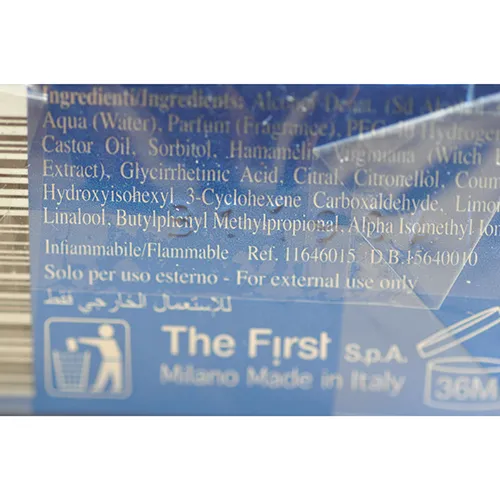 Ingredienti/Ingredients: Alcohol Denat. (Sd Alcohol
Aqua (Water), Parfum (Fragrance), PEG-40 Hydroge
Castor Oil, Sorbitol, Hamamelis Virginiana (Witch
Extract), Glycirrhetinic Acid, Citral, Citronellol, Coum
Hydroxyisohexyl 3-Cyclohexene Carboxaldehyde, Limo
Linalool, Butylphenyl Methylpropional, Alpha Isomethyl Ion
Infiammabile/Flammable Ref. 11646015 D.B.15640010
Solo per uso esterno - For external use only
للإستعمال الخارجي فقط
The First S.p.A.
Milano Made in Italy
36M